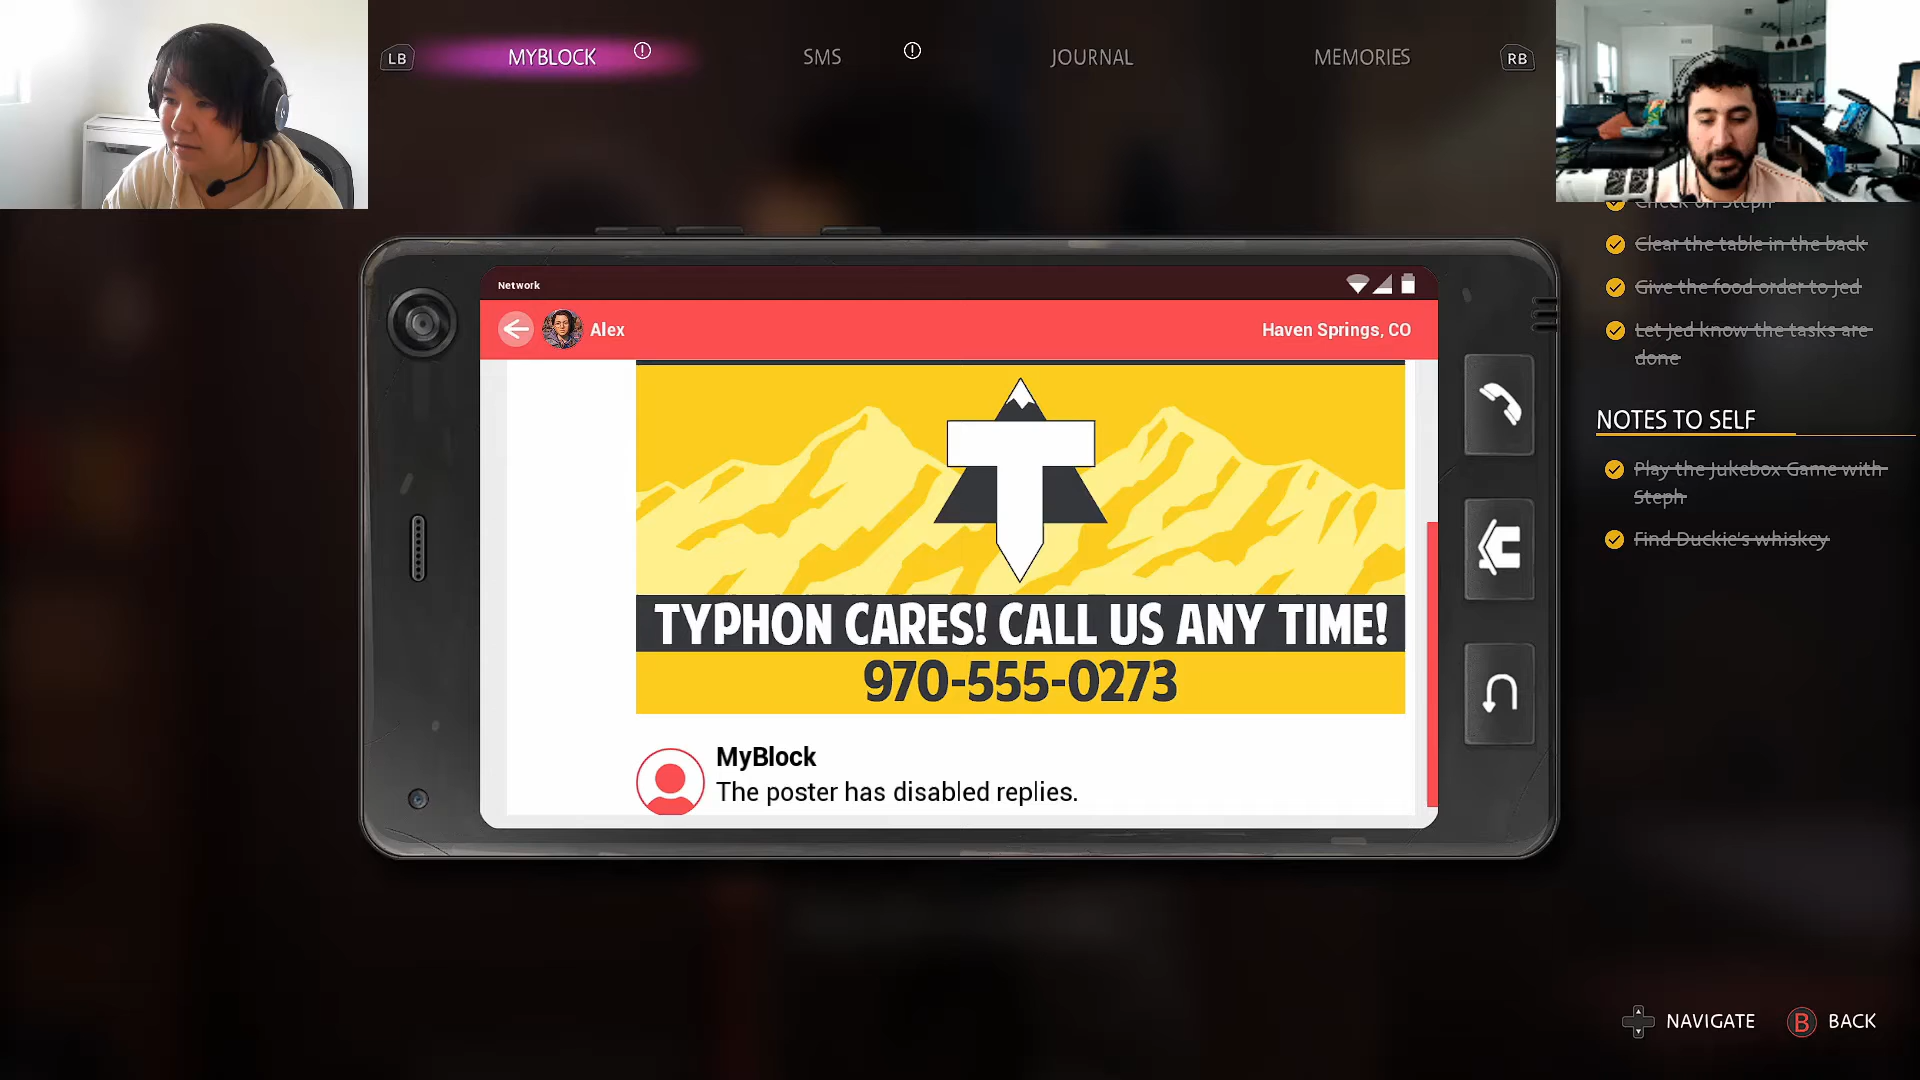 LB MYBLOCK SMS JOURNAL MEMORIES RB
Check on Steph
Clear the table in the back
Give the food order to Jed
Let Jed know the tasks are
done
NOTES TO SELF
Play the Jukebox Game with
Steph
Find Duckie's whiskey
Network
Alex Haven Springs, CO
T
TYPHON CARES! CALL US ANY TIME!
970-555-0273
MyBlock
The poster has disabled replies.
NAVIGATE B BACK